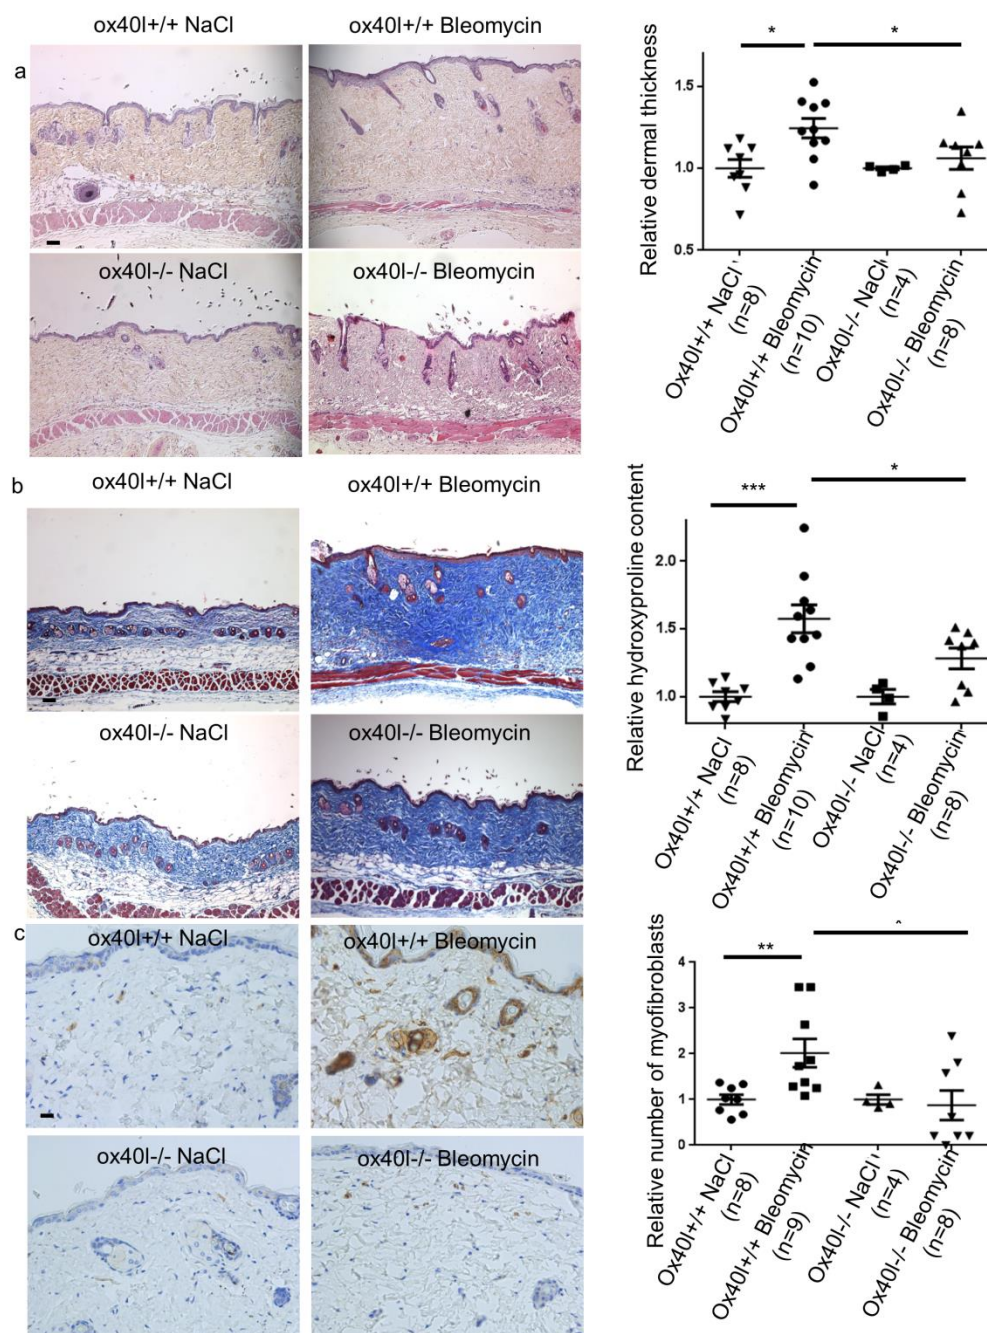 a
ox40l+/+ NaCl
ox40l+/+ Bleomycin
ox40l-/- NaCl
ox40l-/- Bleomycin
Relative dermal thickness
*
*
1.5
1.0
0.5
Ox40l+/+ NaCl
(n=8)
Ox40l+/+ Bleomycin
(n=10)
Ox40l-/- NaCl
(n=4)
Ox40l-/- Bleomycin
(n=8)
b
ox40l+/+ NaCl
ox40l+/+ Bleomycin
ox40l-/- NaCl
ox40l-/- Bleomycin
Relative hydroxyproline content
***
*
2.0
1.5
1.0
Ox40l+/+ NaCl
(n=8)
Ox40l+/+ Bleomycin
(n=10)
Ox40l-/- NaCl
(n=4)
Ox40l-/- Bleomycin
(n=8)
c
ox40l+/+ NaCl
ox40l+/+ Bleomycin
ox40l-/- NaCl
ox40l-/- Bleomycin
Relative number of myofibroblasts
**
4
3
2
1
0
Ox40l+/+ NaCl
(n=8)
Ox40l+/+ Bleomycin
(n=9)
Ox40l-/- NaCl
(n=4)
Ox40l-/- Bleomycin
(n=8)